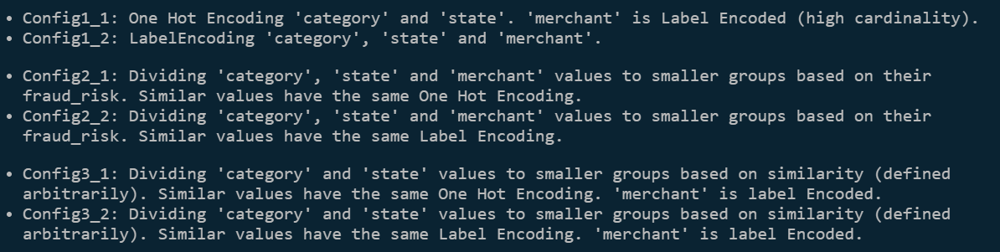 • Config1_1: One Hot Encoding 'category' and 'state'. 'merchant' is Label Encoded (high cardinality).
• Config1_2: LabelEncoding 'category', 'state' and 'merchant'.
• Config2_1: Dividing 'category', 'state' and 'merchant' values to smaller groups based on their
fraud_risk. Similar values have the same One Hot Encoding.
• Config2_2: Dividing 'category', 'state' and 'merchant' values to smaller groups based on their
fraud_risk. Similar values have the same Label Encoding.
• Config3_1: Dividing 'category' and 'state' values to smaller groups based on similarity (defined
arbitrarily). Similar values have the same One Hot Encoding. 'merchant' is label Encoded.
• Config3_2: Dividing 'category' and 'state' values to smaller groups based on similarity (defined
arbitrarily). Similar values have the same Label Encoding. 'merchant' is label Encoded.